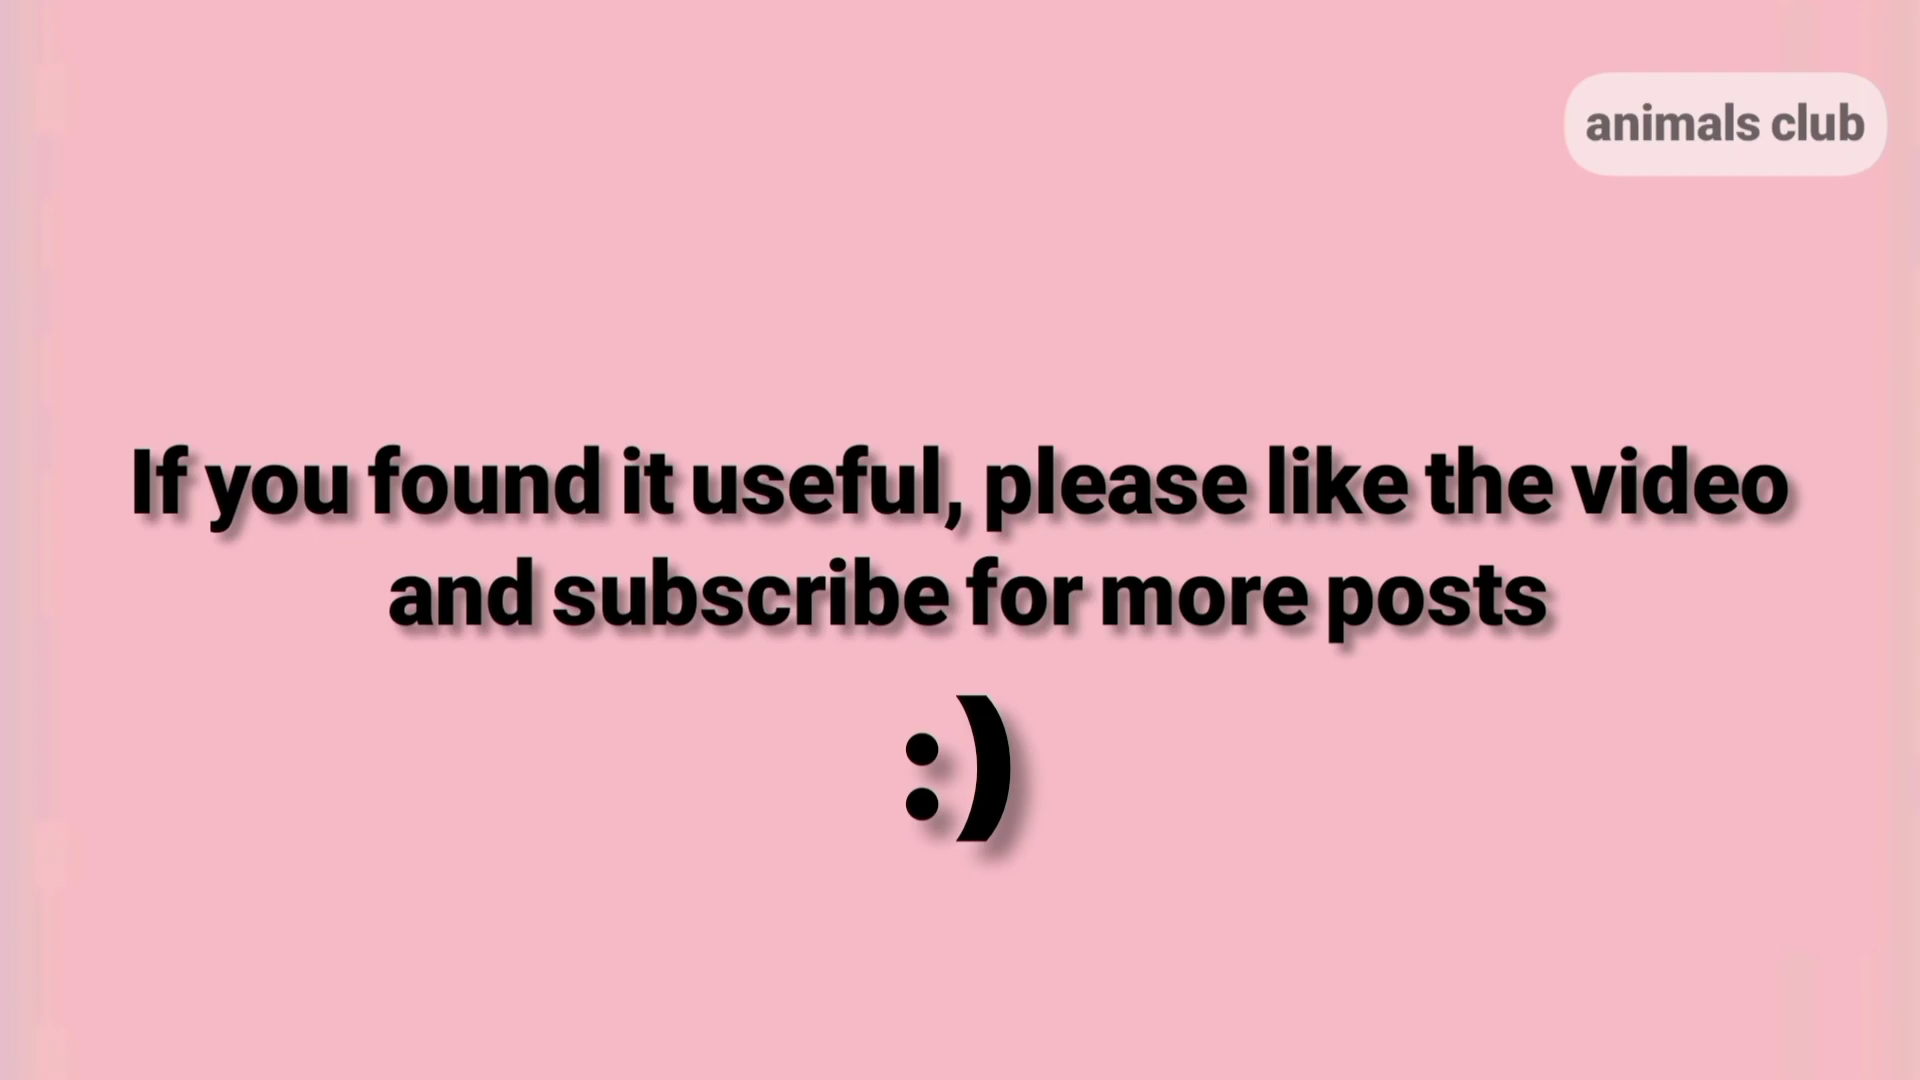 animals club
If you found it useful, please like the video
and subscribe for more posts
:)